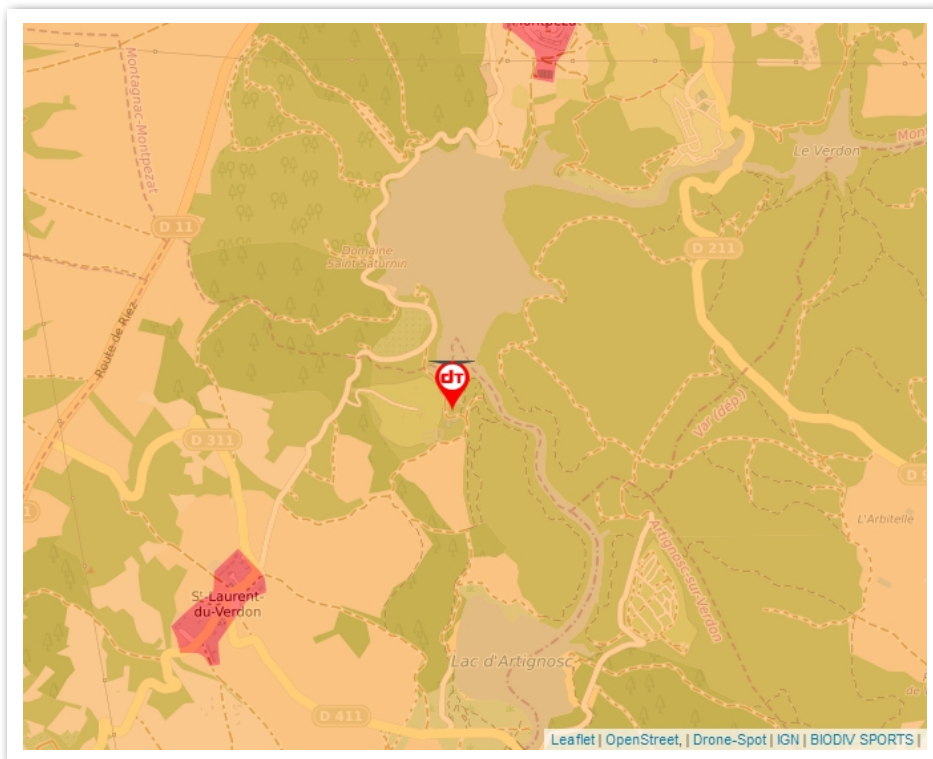 Montpezat
Montagnac-Montpezat
Le Verdon
D 11
D 211
Domaine
Saint Saturnin
Route de Riez
dT
Var (dép.)
D 311
L'Arbitelle
Artignosc-sur-Verdon
St-Laurent-
du-Verdon
Lac d'Artignosc
D 411
Leaflet | OpenStreet, | Drone-Spot | IGN | BIODIV SPORTS |